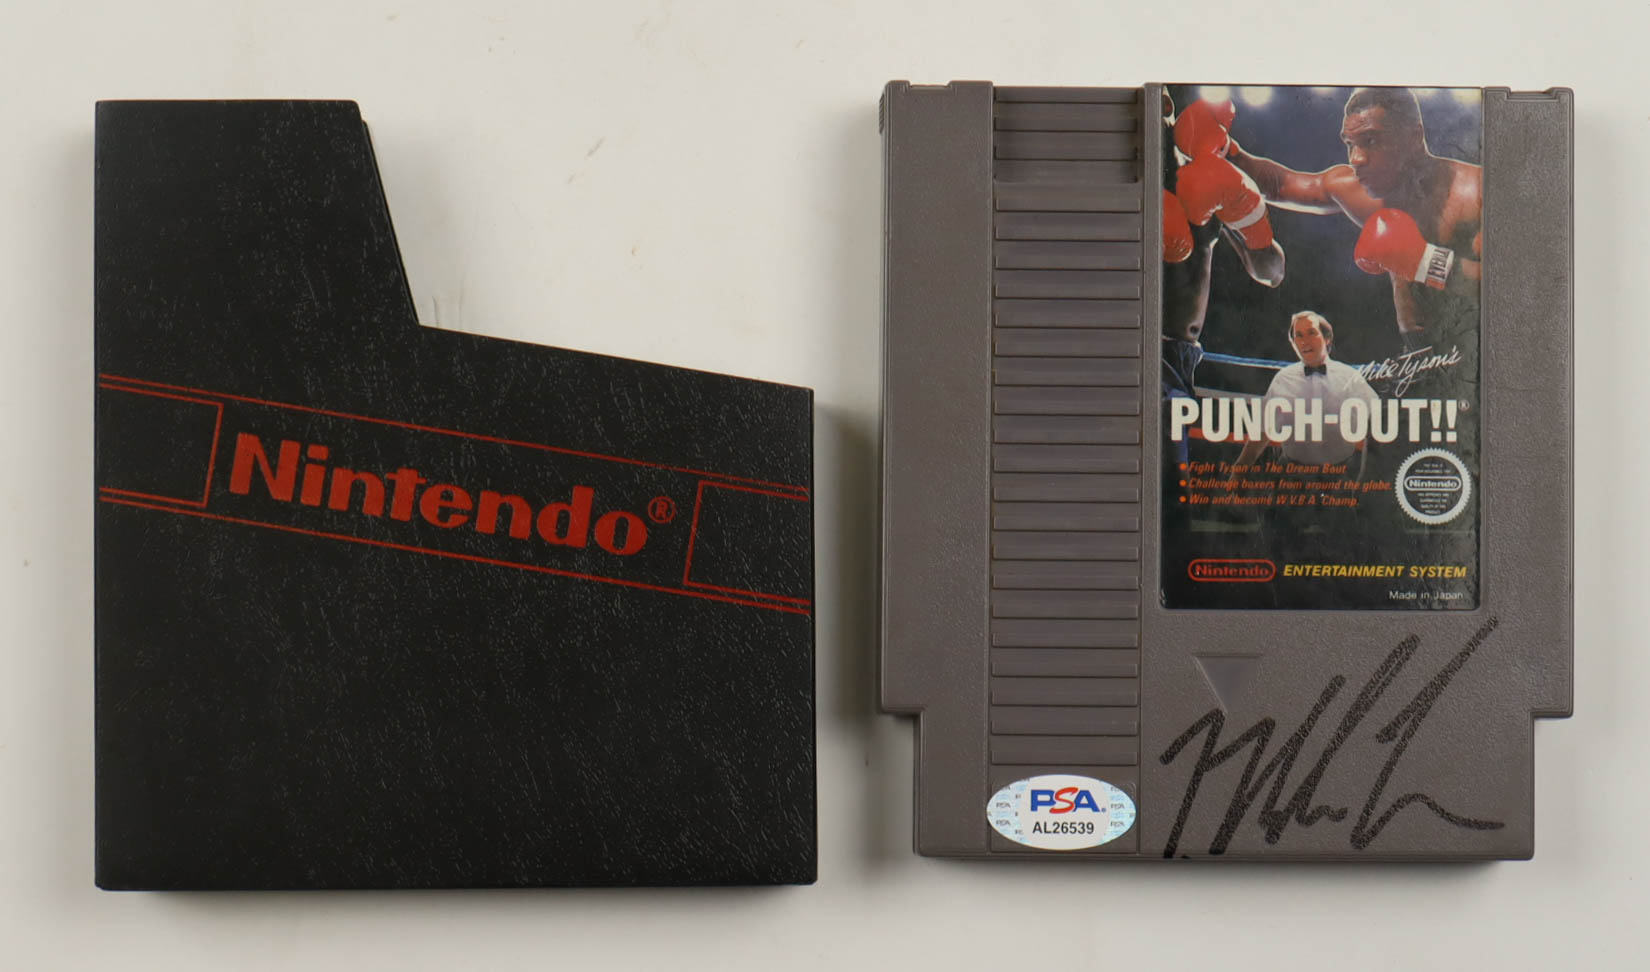 Nintendo®
EVERLAST
Mike Tyson's
PUNCH-OUT!!®
• Fight Tyson in The Dream Bout
• Challenge boxers from around the globe.
• Win and become W.V.B.A. Champ.
Nintendo
Nintendo ENTERTAINMENT SYSTEM
Made in Japan
PSA
AL26539